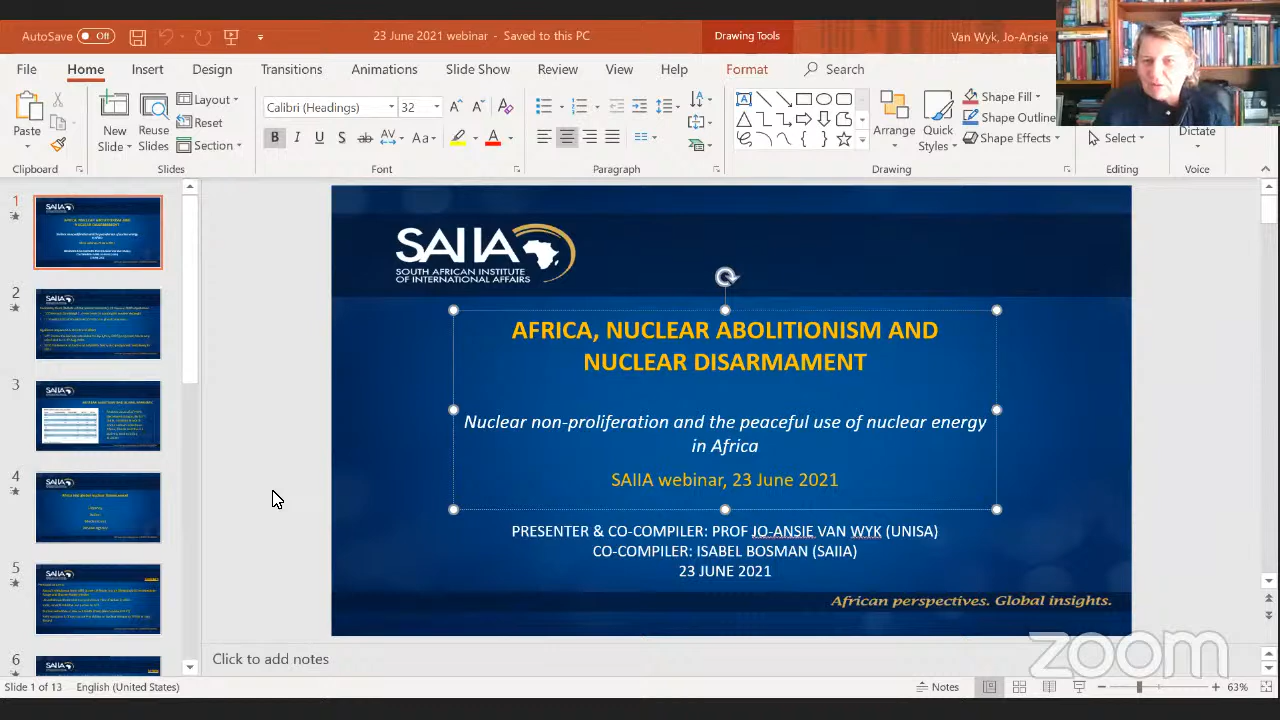 AutoSave Off
23 June 2021 webinar - Saved to this PC
Drawing Tools
Van Wyk, Jo-Ansie
File Home Insert Design Transitions Animations Slide Show Review View Help Format Search
Paste
New Slide
Reuse Slides
Layout
Reset
Section
Calibri (Headings) 32
Arrange
Quick Styles
Shape Fill
Shape Outline
Shape Effects
Select
Dictate
Clipboard Slides Font Paragraph Drawing Editing Voice
1
2
3
4
5
6
SAIIA
SOUTH AFRICAN INSTITUTE
OF INTERNATIONAL AFFAIRS
AFRICA, NUCLEAR ABOLITIONISM AND
NUCLEAR DISARMAMENT
Nuclear non-proliferation and the peaceful use of nuclear energy
in Africa
SAIIA webinar, 23 June 2021
PRESENTER & CO-COMPILER: PROF JO-ANSIE VAN WYK (UNISA)
CO-COMPILER: ISABEL BOSMAN (SAIIA)
23 JUNE 2021
African perspectives. Global insights.
zoom
Click to add notes
Slide 1 of 13 English (United States) Notes 63%